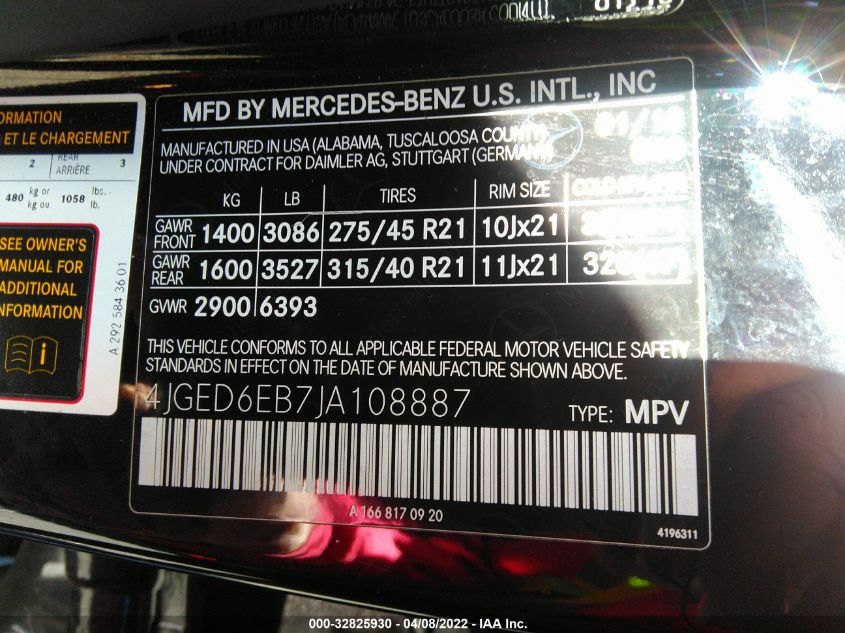 MFD BY MERCEDES-BENZ U.S. INTL., INC
MANUFACTURED IN USA (ALABAMA, TUSCALOOSA COUNTY)
UNDER CONTRACT FOR DAIMLER AG, STUTTGART (GERMANY)
KG LB TIRES RIM SIZE
GAWR FRONT 1400 3086 275/45 R21 10Jx21
GAWR REAR 1600 3527 315/40 R21 11Jx21
GVWR 2900 6393
THIS VEHICLE CONFORMS TO ALL APPLICABLE FEDERAL MOTOR VEHICLE SAFETY
STANDARDS IN EFFECT ON THE DATE OF MANUFACTURE SHOWN ABOVE.
4JGED6EB7JA108887 TYPE: MPV
A 166 817 09 20
4196311
ORMATION
ET LE CHARGEMENT
2 REAR ARRIÈRE 3
480 kg or kg ou 1058 lbs. lb.
SEE OWNER'S
MANUAL FOR
ADDITIONAL
INFORMATION
A 292 584 36 01
000-32825930 - 04/08/2022 - IAA Inc.